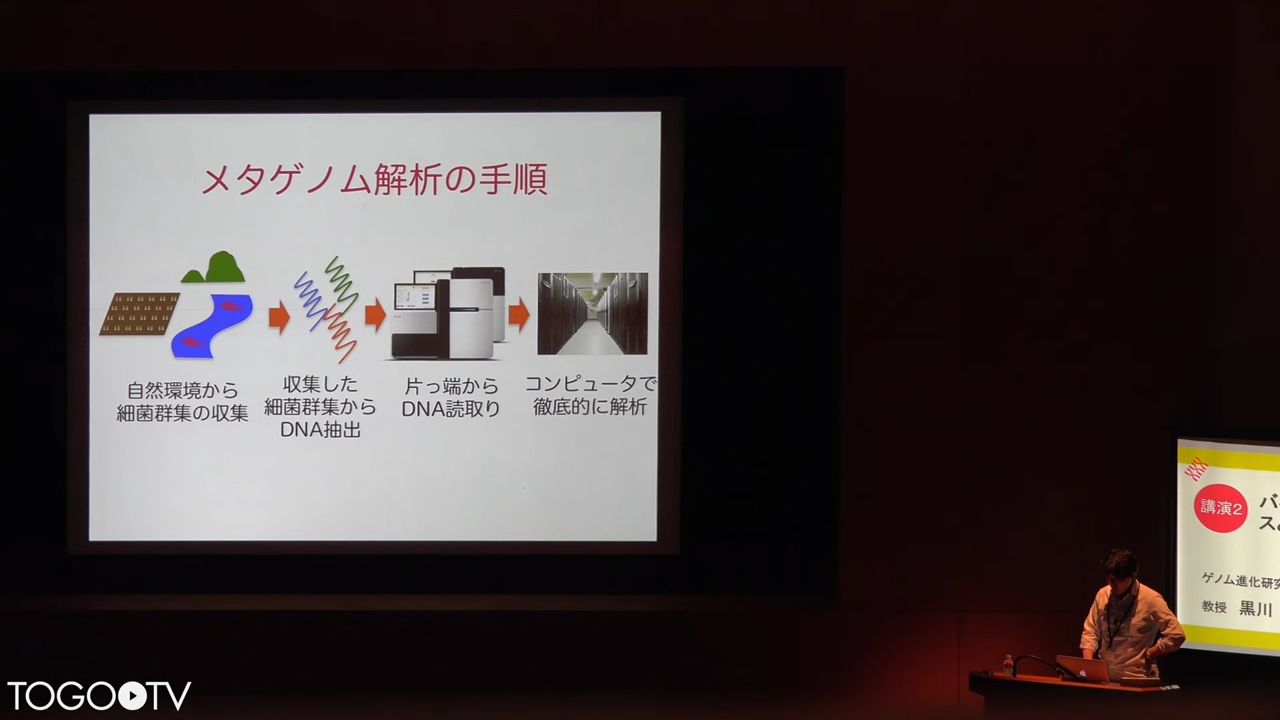 メタゲノム解析の手順
自然環境から
細菌群集の収集
収集した
細菌群集から
DNA抽出
片っ端から
DNA読取り
コンピュータで
徹底的に解析
講演2
ゲノム進化研
教授 黒川
TOGO TV